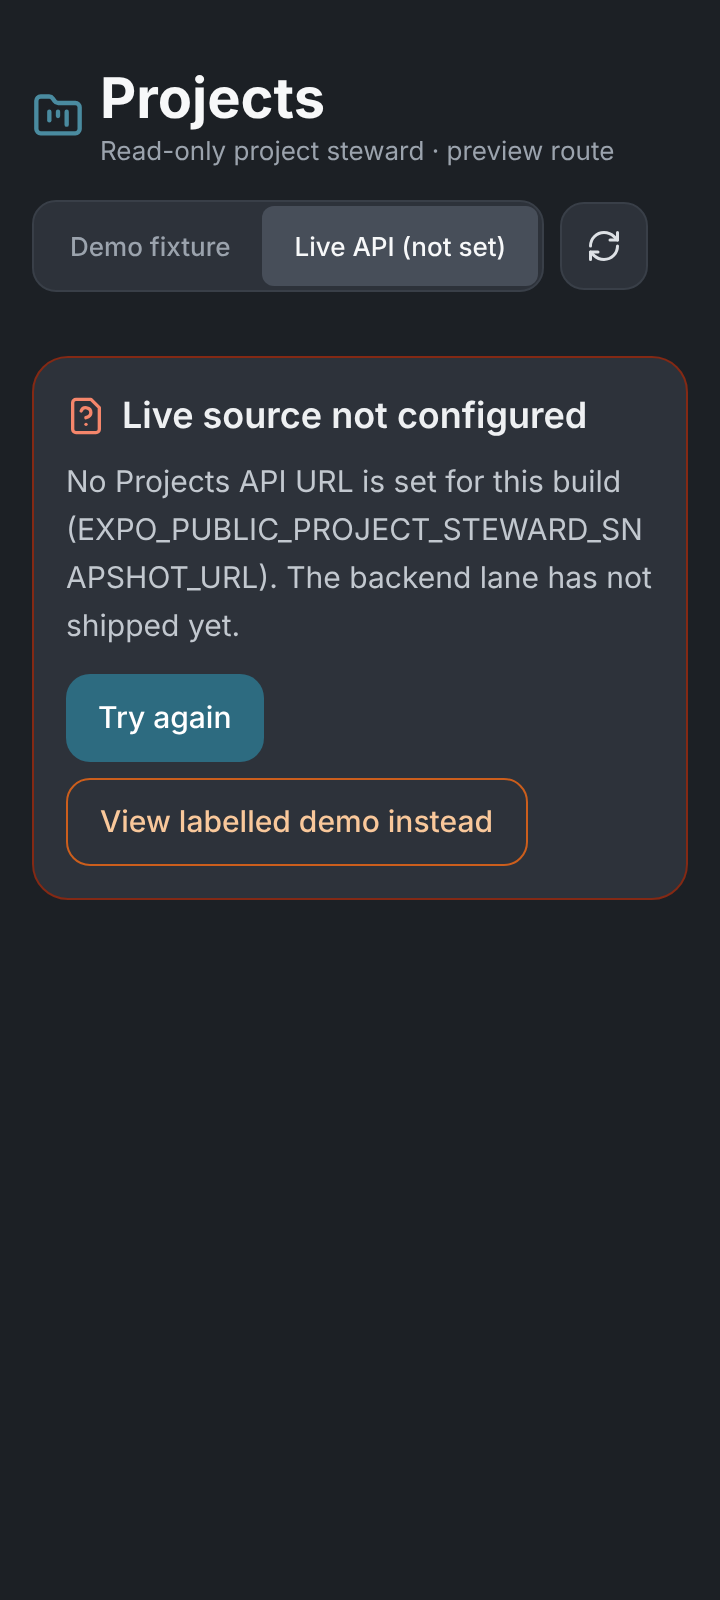 Projects
Read-only project steward · preview route
Demo fixture
Live API (not set)
Live source not configured
No Projects API URL is set for this build
(EXPO_PUBLIC_PROJECT_STEWARD_SN
APSHOT_URL). The backend lane has not
shipped yet.
Try again
View labelled demo instead